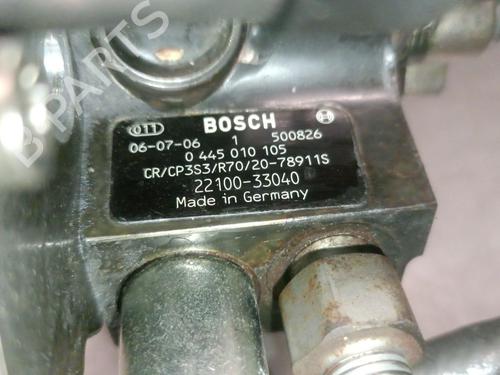 BOSCH
06-07-06 1 500826
0 445 010 105
CR/CP3S3/R70/20-78911S
22100-33040
Made in Germany
B PARTS